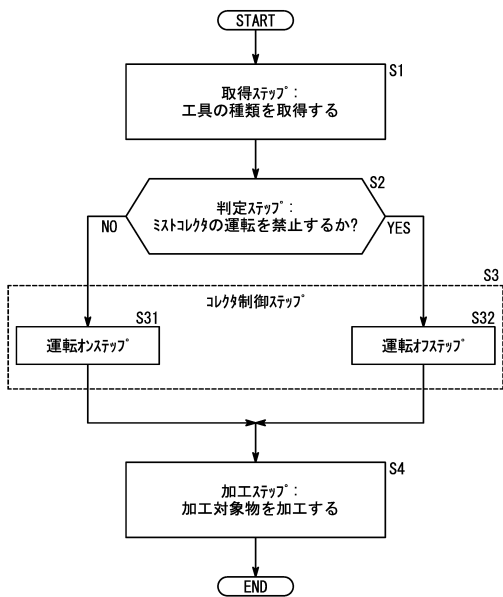 START
S1
取得ｽﾃｯﾌﾟ:
工具の種類を取得する
S2
判定ｽﾃｯﾌﾟ:
ﾐｽﾄｺﾚｸﾀの運転を禁止するか?
NO
YES
S3
ｺﾚｸﾀ制御ｽﾃｯﾌﾟ
S31
S32
運転ｵﾝｽﾃｯﾌﾟ
運転ｵﾌｽﾃｯﾌﾟ
S4
加工ｽﾃｯﾌﾟ:
加工対象物を加工する
END